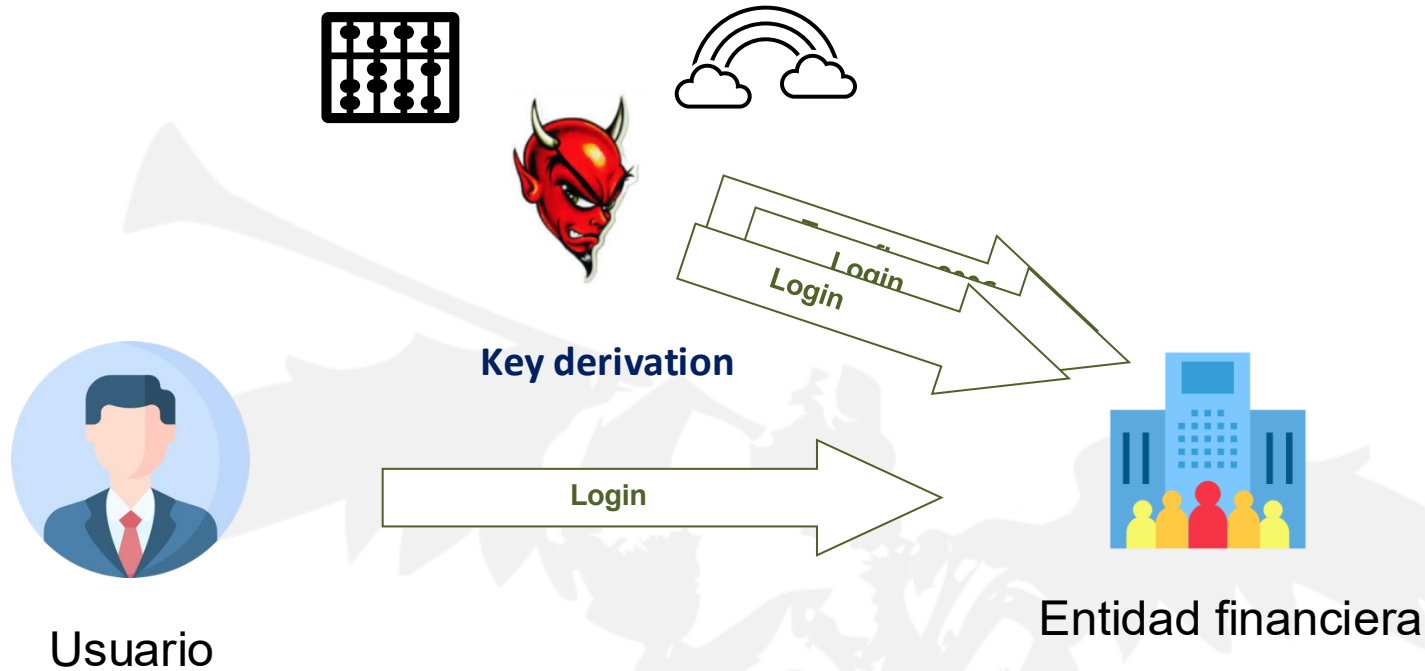 Login
Login
Key derivation
Login
Entidad financiera
Usuario